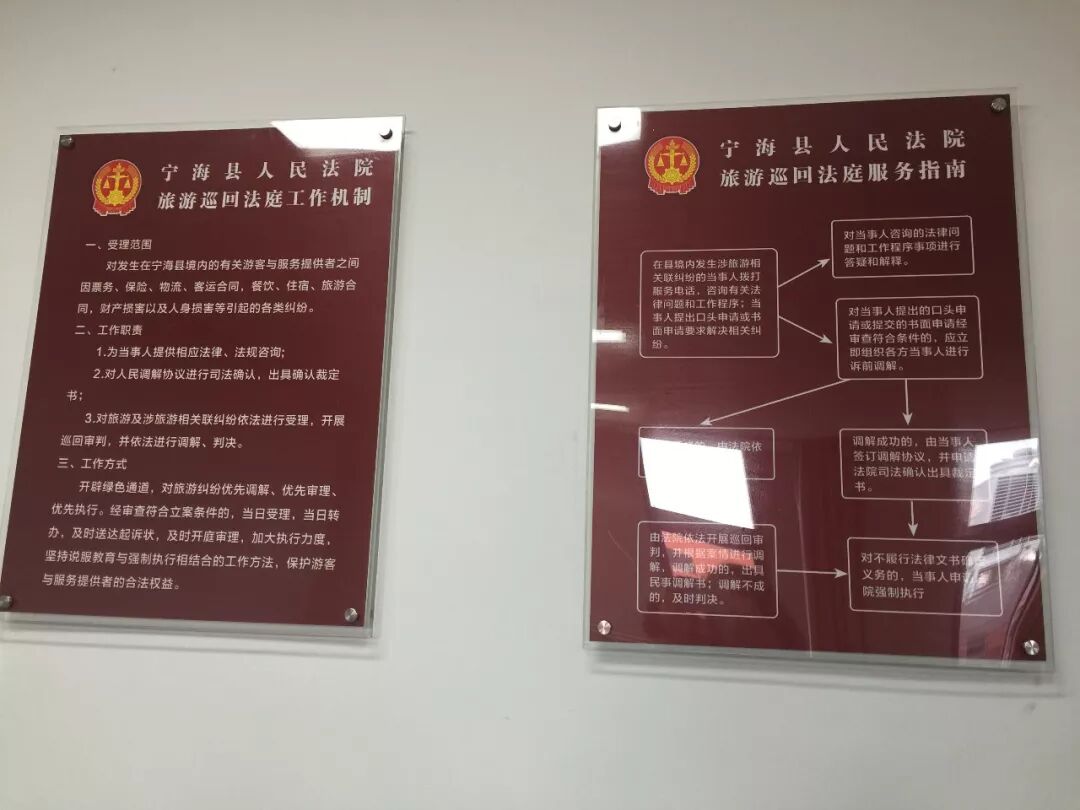 宁海县人民法院
旅游巡回法庭工作机制
一、受理范围
对发生在宁海县境内的有关游客与服务提供者之间
因票务、保险、物流、客运合同，餐饮、住宿、旅游合
同，财产损害以及人身损害等引起的各类纠纷。
二、工作职责
1.为当事人提供相应法律、法规咨询;
2.对人民调解协议进行司法确认，出具确认裁定
书；
3.对旅游及涉旅游相关联纠纷依法进行受理，开展
巡回审判，并依法进行调解、判决。
三、工作方式
开辟绿色通道，对旅游纠纷优先调解、优先审理、
优先执行。经审查符合立案条件的，当日受理，当日转
办，及时送达起诉状，及时开庭审理，加大执行力度，
坚持说服教育与强制执行相结合的工作方法，保护游客
与服务提供者的合法权益。
宁海县人民法院
旅游巡回法庭服务指南
在县境内发生涉旅游相
关联纠纷的当事人拨打
服务电话，咨询有关法
律问题和工作程序；当
事人提出口头申请或书
面申请要求解决相关纠
纷。
对当事人咨询的法律问
题和工作程序事项进行
答疑和解释。
对当事人提出的口头申
请或提交的书面申请经
审查符合条件的，应立
即组织各方当事人进行
诉前调解。
的，由法院依
调解成功的，由当事人
签订调解协议，并申请
法院司法确认出具裁定
书。
由法院依法开展巡回审
判，并根据案情进行调
解，调解成功的，出具
民事调解书；调解不成
的，及时判决。
对不履行法律文书
义务的，当事人申
院强制执行